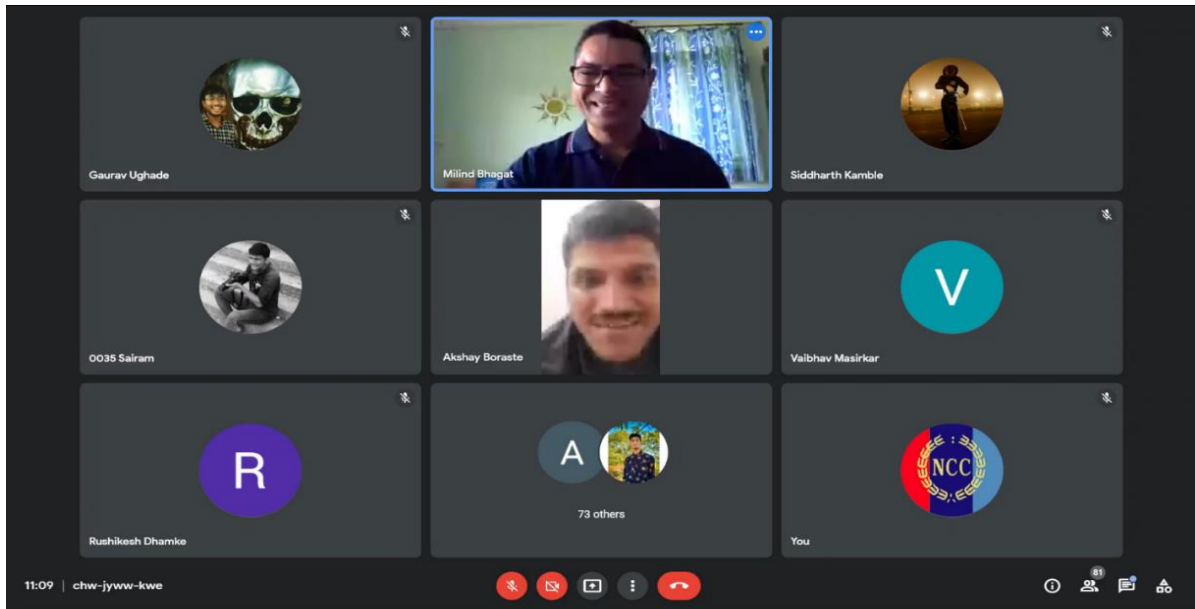 Gaurav Ughade
Milind Bhagat
Siddharth Kamble
0035 Sairam
Akshay Boraste
V
Vaibhav Masirkar
R
Rushikesh Dhamke
A
73 others
NCC
You
11:09 | chw-jyww-kwe
81